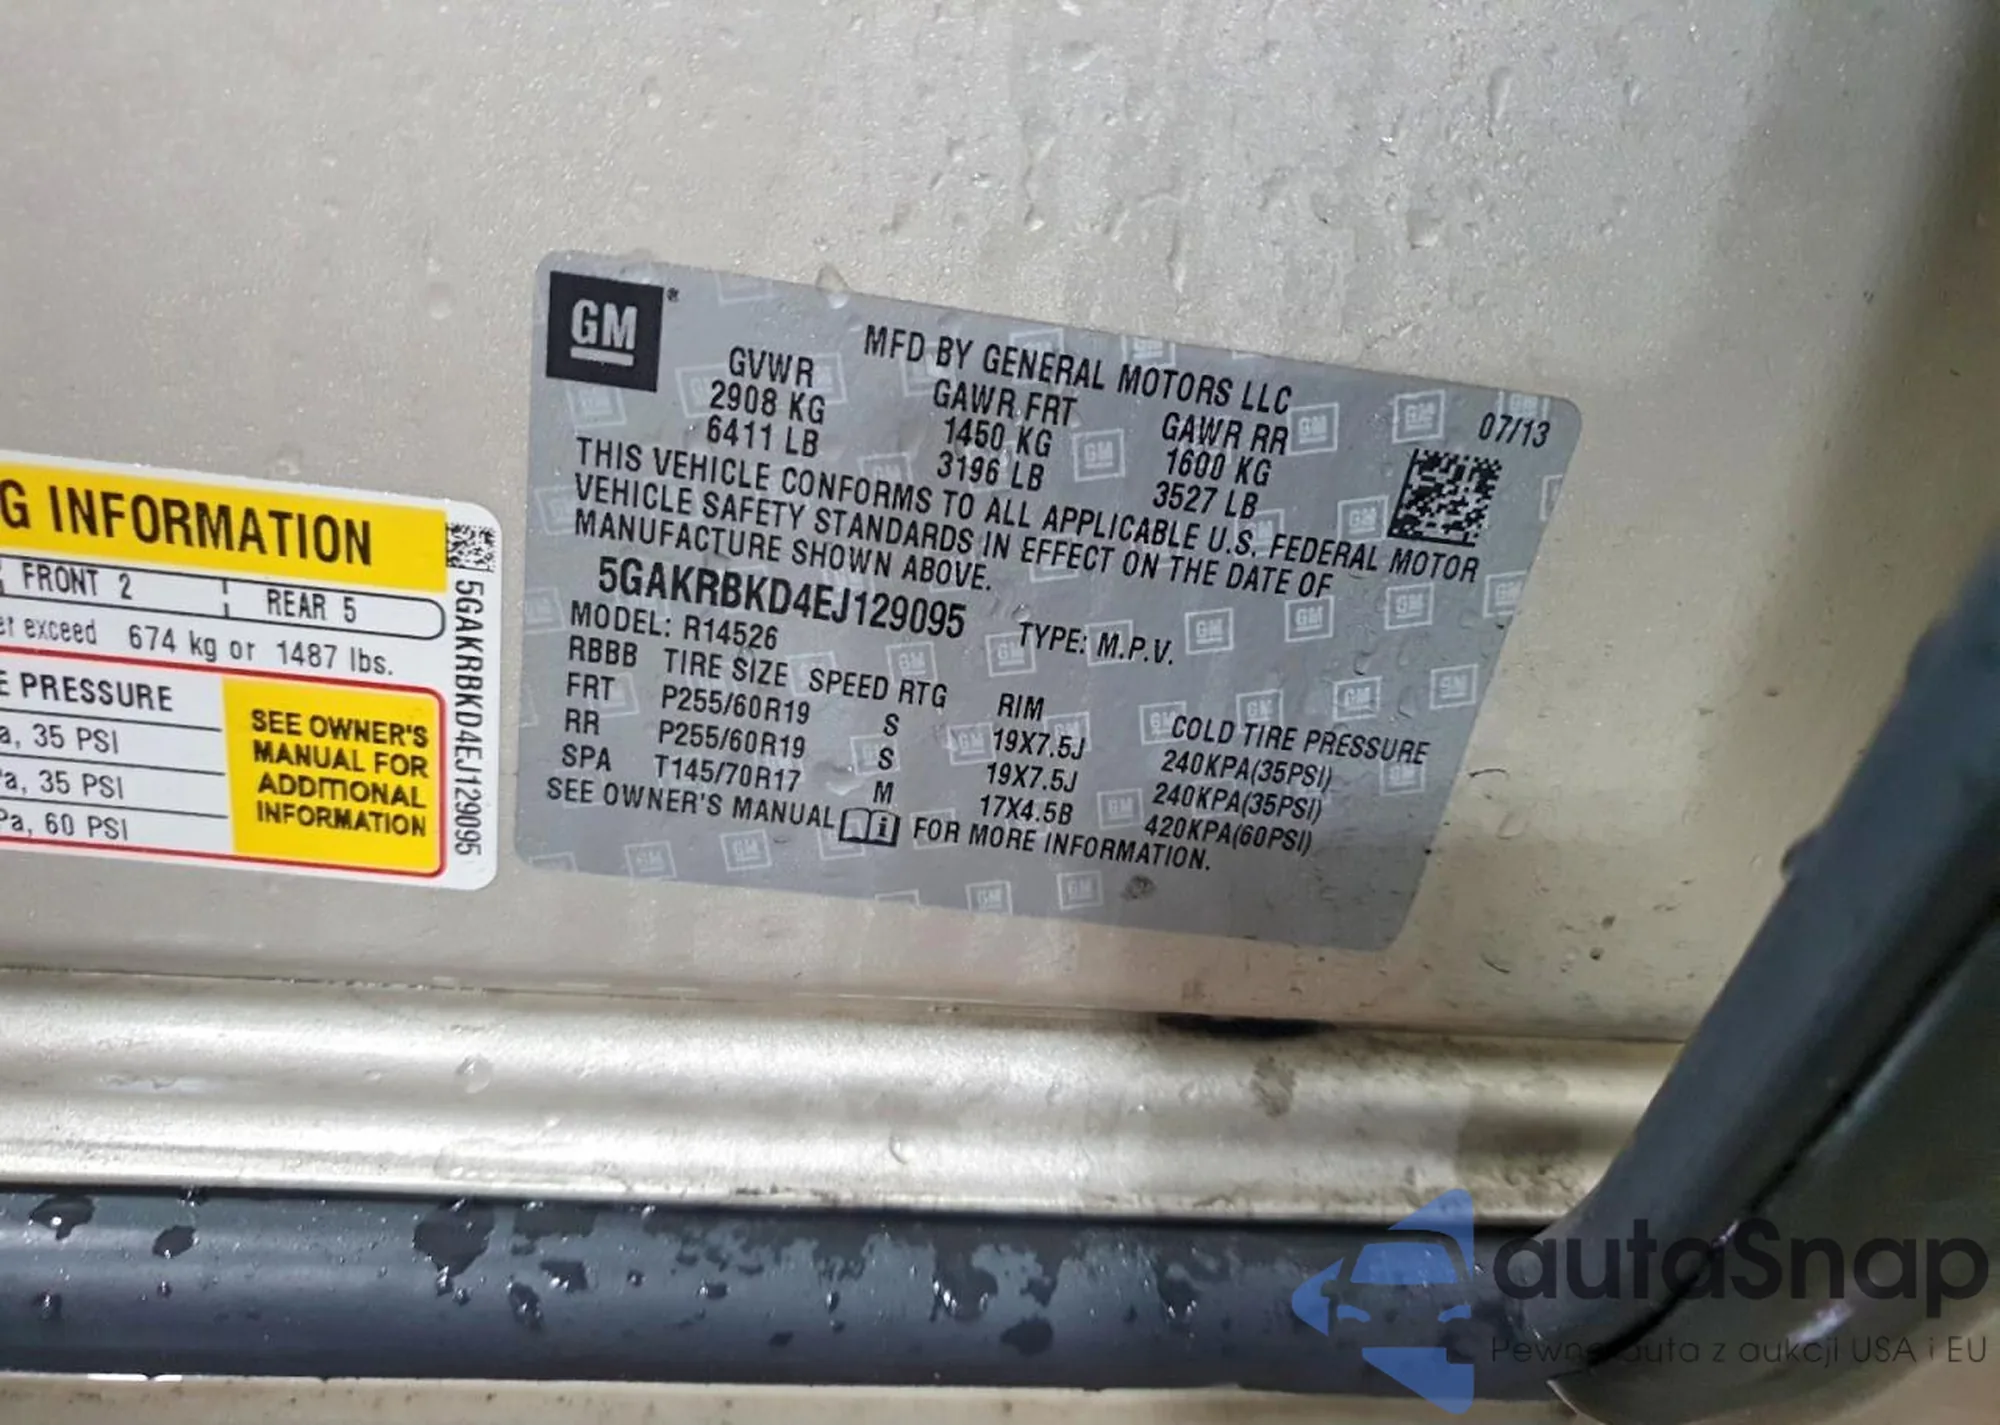 G INFORMATION
FRONT 2
REAR 5
exceed 674 kg or 1487 lbs.
PRESSURE
35 PSI
35 PSI
60 PSI
SEE OWNER'S
MANUAL FOR
ADDITIONAL
INFORMATION
5GAKRBKD4EJ129095
GM
®
MFD BY GENERAL MOTORS LLC
07/13
GVWR GAWR FRT GAWR RR
2908 KG 1450 KG 1600 KG
6411 LB 3196 LB 3527 LB
THIS VEHICLE CONFORMS TO ALL APPLICABLE U.S. FEDERAL MOTOR
VEHICLE SAFETY STANDARDS IN EFFECT ON THE DATE OF
MANUFACTURE SHOWN ABOVE.
5GAKRBKD4EJ129095 TYPE: M.P.V.
MODEL: R14526
RBBB TIRE SIZE SPEED RTG RIM COLD TIRE PRESSURE
FRT P255/60R19 S 19X7.5J 240KPA(35PSI)
RR P255/60R19 S 19X7.5J 240KPA(35PSI)
SPA T145/70R17 M 17X4.5B 420KPA(60PSI)
SEE OWNER'S MANUAL FOR MORE INFORMATION.
autaSnap
Pewne auta z aukcji USA i EU